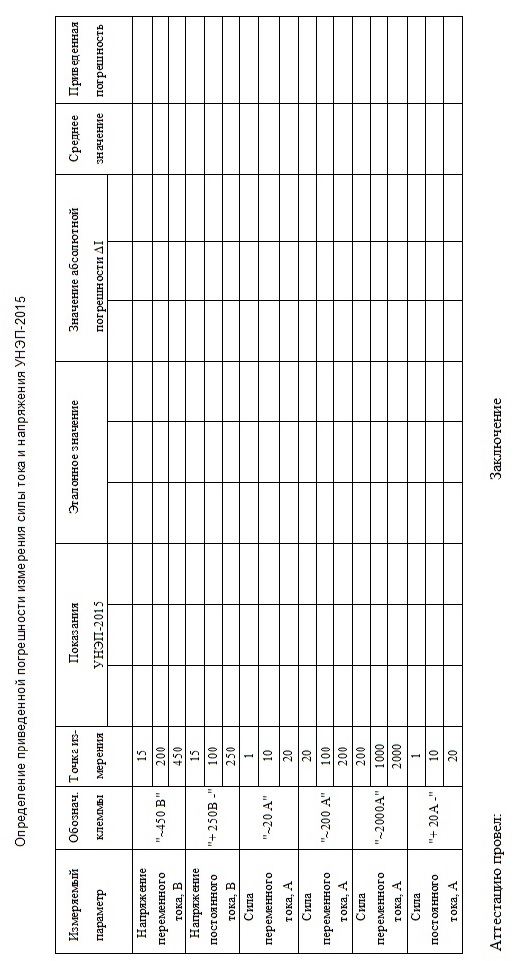 Определение приведенной погрешности измерения силы тока и напряжения УНЭП-2015
Измеряемый параметр
Обознач. клеммы
Точка из-мерения
Показания УНЭП-2015
Эталонное значение
Значение абсолютной погрешности ΔI
Среднее значение
Приведенная погрешность
Напряжение
переменного
тока, В
"~450 В"
15
200
450
Напряжение
постоянного
тока, В
"+ 250В -"
15
100
250
Сила
переменного
тока, А
"~20 А"
1
10
20
Сила
переменного
тока, А
"~200 А"
20
100
200
Сила
переменного
тока, А
"~2000А"
200
1000
2000
Сила
постоянного
тока, А
"+ 20А -"
1
10
20
Аттестацию провел:
Заключение